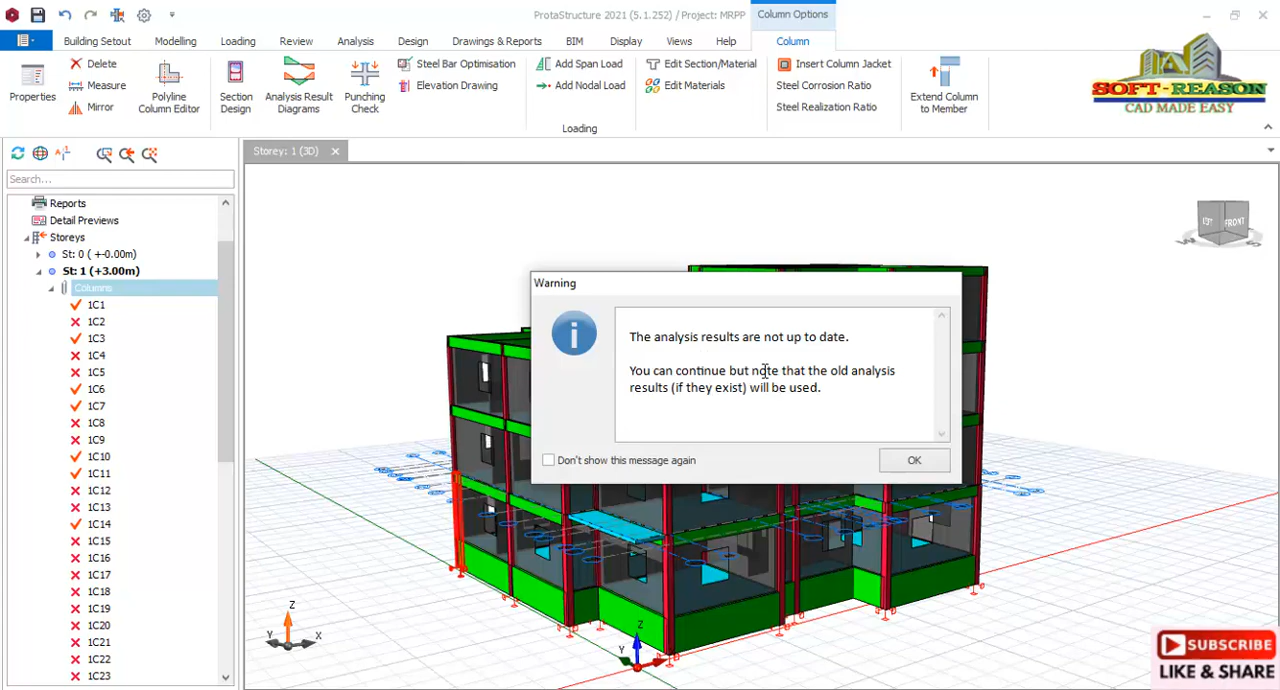 ProtaStructure 2021 (5.1.252) / Project: MRPP
Column Options
Building Setout
Modelling
Loading
Review
Analysis
Design
Drawings & Reports
BIM
Display
Views
Help
Column
Properties
Delete
Measure
Mirror
Polyline
Column Editor
Section
Design
Analysis Result
Diagrams
Punching
Check
Steel Bar Optimisation
Elevation Drawing
Add Span Load
Add Nodal Load
Loading
Edit Section/Material
Edit Materials
Insert Column Jacket
Steel Corrosion Ratio
Steel Realization Ratio
Extend Column
to Member
SOFT-REASON
CAD MADE EASY
Storey: 1 (3D)
Search...
Reports
Detail Previews
Storeys
St: 0 ( +-0.00m)
St: 1 (+3.00m)
Columns
1C1
1C2
1C3
1C4
1C5
1C6
1C7
1C8
1C9
1C10
1C11
1C12
1C13
1C14
1C15
1C16
1C17
1C18
1C19
1C20
1C21
1C22
1C23
FRONT
Warning
The analysis results are not up to date.
You can continue but note that the old analysis
results (if they exist) will be used.
Don't show this message again
OK
Z
Y
X
Z
Y
SUBSCRIBE
LIKE & SHARE